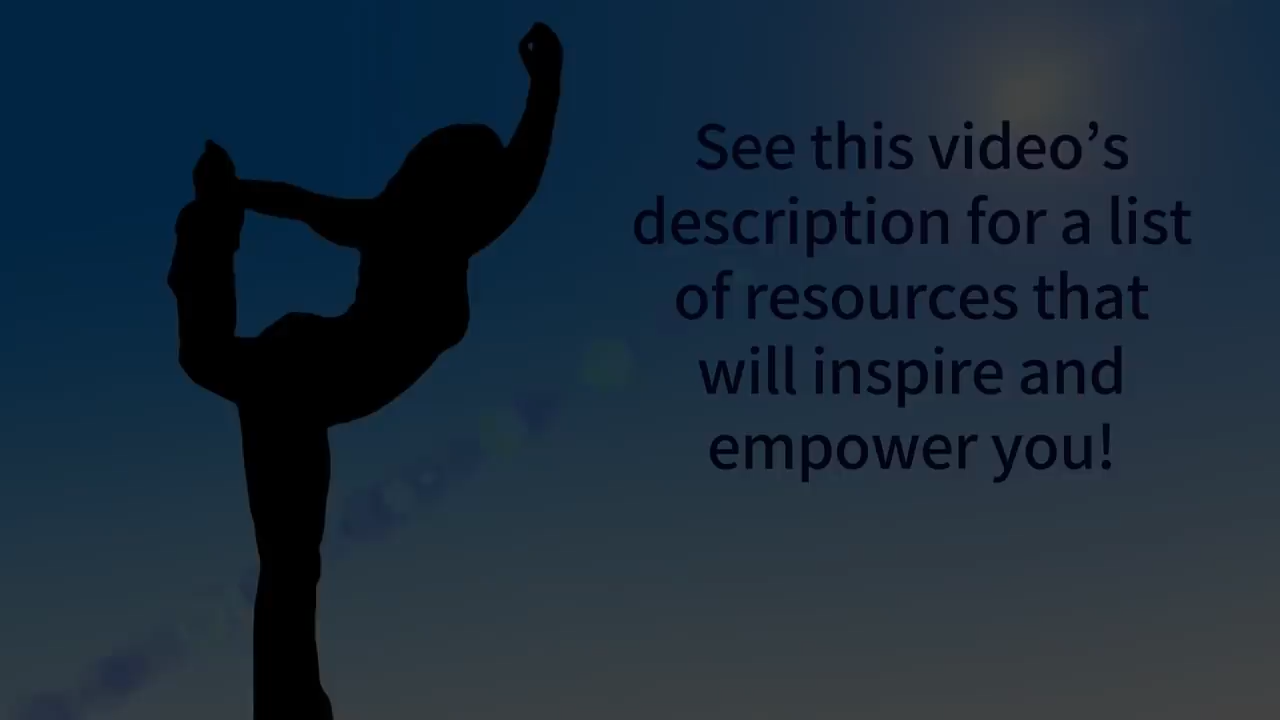 See this video’s
description for a list
of resources that
will inspire and
empower you!